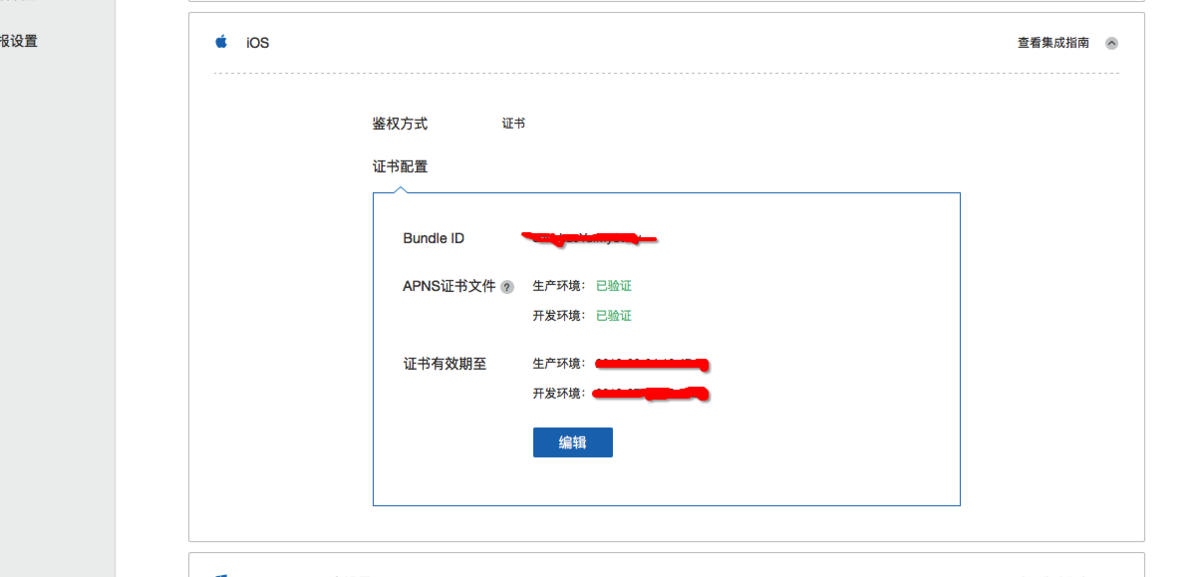 报设置
iOS
查看集成指南
鉴权方式 证书
证书配置
Bundle ID
APNS证书文件 ? 生产环境： 已验证
开发环境： 已验证
证书有效期至 生产环境：
开发环境：
编辑